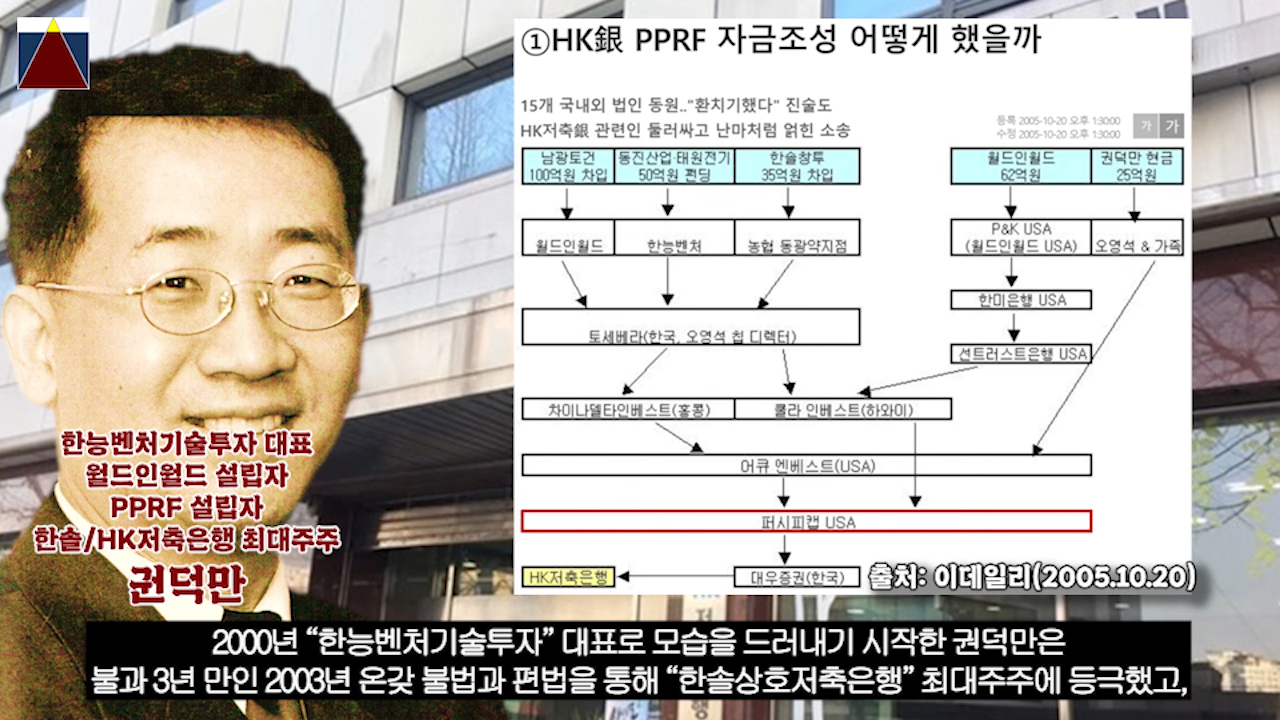 ①HK銀 PPRF 자금조성 어떻게 했을까
15개 국내외 법인 동원.."환치기했다" 진술도
HK저축銀 관련인 둘러싸고 난마처럼 얽힌 소송
등록 2005-10-20 오후 1:30:00
수정 2005-10-20 오후 1:30:00
가 가
남광토건 동진산업·태원전기 한솔창투 월드인월드 권덕만 현금
100억원 차입 50억원 펀딩 35억원 차입 62억원 25억원
P&K USA
월드인월드 한능벤처 농협 동광약지점 (월드인월드 USA) 오영석 & 가족
한미은행 USA
토세베라(한국, 오영석 칩 디렉터)
선트러스트은행 USA
차이나델타인베스트(홍콩) 쿨라 인베스트(하와이)
어큐 엔베스트(USA)
퍼시피캡 USA
HK저축은행 대우증권(한국)
출처: 이데일리(2005.10.20)
한능벤처기술투자 대표
월드인월드 설립자
PPRF 설립자
한솔/HK저축은행 최대주주
권덕만
2000년 “한능벤처기술투자” 대표로 모습을 드러내기 시작한 권덕만은
불과 3년 만인 2003년 온갖 불법과 편법을 통해 “한솔상호저축은행” 최대주주에 등극했고,